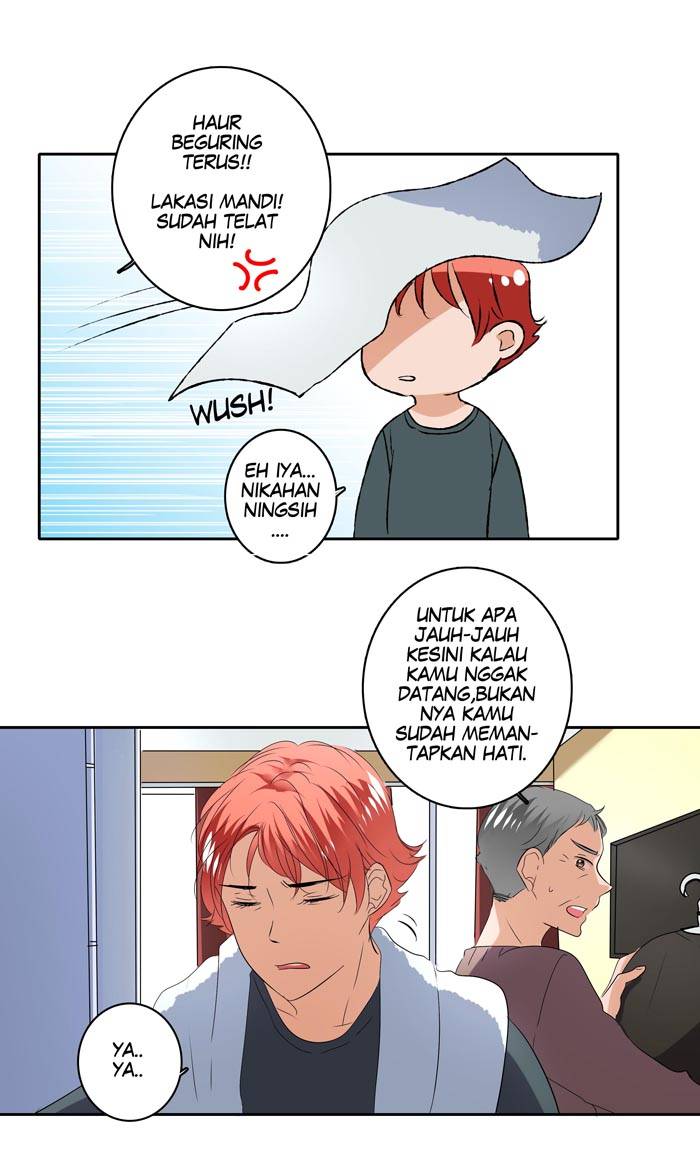 HAUR
BEGURING
TERUS!!
LAKASI MANDI!
SUDAH TELAT
NIH!
WUSH!
EH IYA...
NIKAHAN
NINGSIH
....
UNTUK APA
JAUH-JAUH
KESINI KALAU
KAMU NGGAK
DATANG,BUKAN
NYA KAMU
SUDAH MEMAN-
TAPKAN HATI.
YA..
YA..